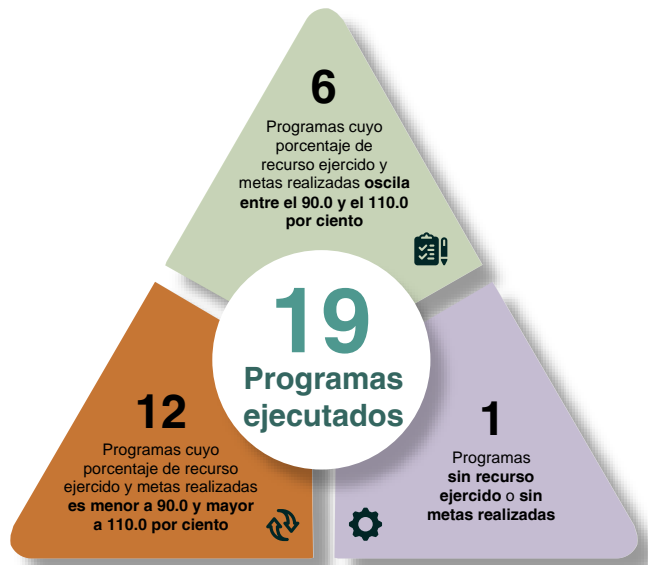 6
Programas cuyo
porcentaje de
recurso ejercido y
metas realizadas oscila
entre el 90.0 y el 110.0
por ciento
19
Programas
ejecutados
12
Programas cuyo
porcentaje de recurso
ejercido y metas realizadas
es menor a 90.0 y mayor
a 110.0 por ciento
1
Programas
sin recurso
ejercido o sin
metas realizadas